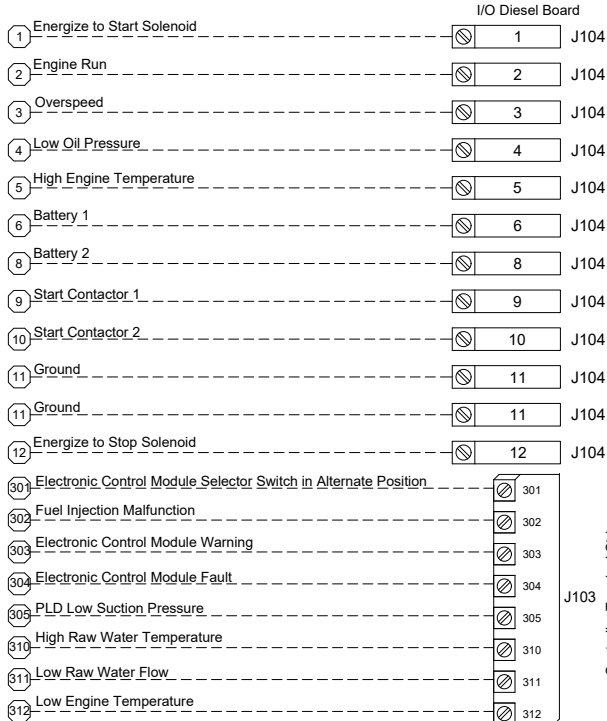 I/O Diesel Board
1 Energize to Start Solenoid 1 J104
2 Engine Run 2 J104
3 Overspeed 3 J104
4 Low Oil Pressure 4 J104
5 High Engine Temperature 5 J104
6 Battery 1 6 J104
8 Battery 2 8 J104
9 Start Contactor 1 9 J104
10 Start Contactor 2 10 J104
11 Ground 11 J104
11 Ground 11 J104
12 Energize to Stop Solenoid 12 J104
301 Electronic Control Module Selector Switch in Alternate Position 301
302 Fuel Injection Malfunction 302
303 Electronic Control Module Warning 303
304 Electronic Control Module Fault 304
J103
305 PLD Low Suction Pressure 305
310 High Raw Water Temperature 310
311 Low Raw Water Flow 311
312 Low Engine Temperature 312